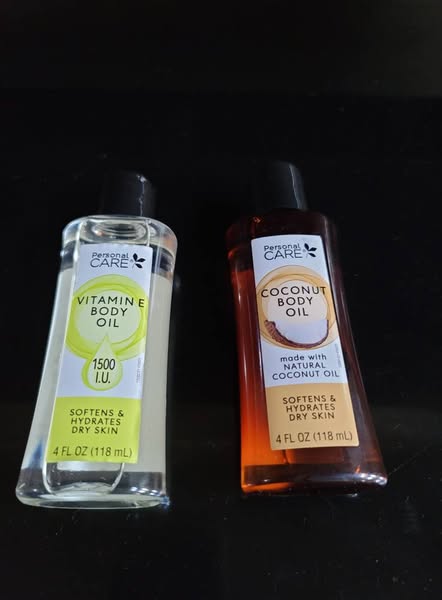 Personal
CARE
VITAMIN E
BODY
OIL
1500
I.U.
SOFTENS &
HYDRATES
DRY SKIN
4 FL OZ (118 mL)
Personal
CARE
COCONUT
BODY
OIL
made with
NATURAL
COCONUT OIL
SOFTENS &
HYDRATES
DRY SKIN
4 FL OZ (118 mL)